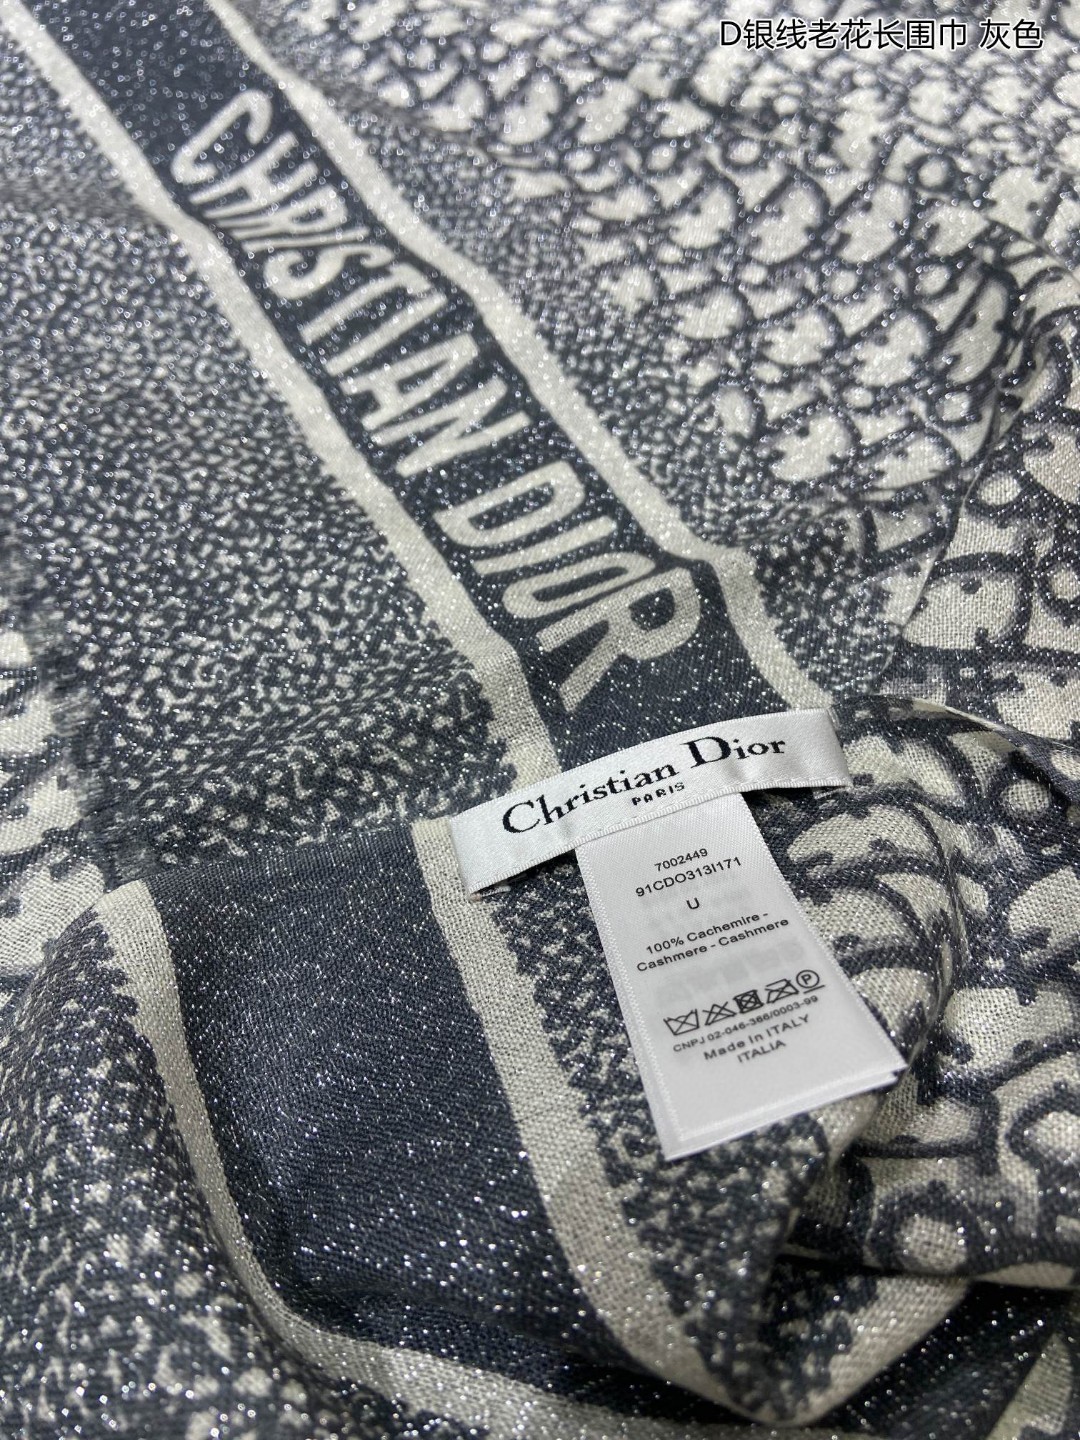 D银线老花长围巾 灰色
CHRISTIAN DIOR
Christian Dior
PARIS
7002449
91CDO313I171
U
100% Cachemire -
Cashmere - Cashmere
P
CNPJ 02-046-366/0003-99
Made in ITALY
ITALIA